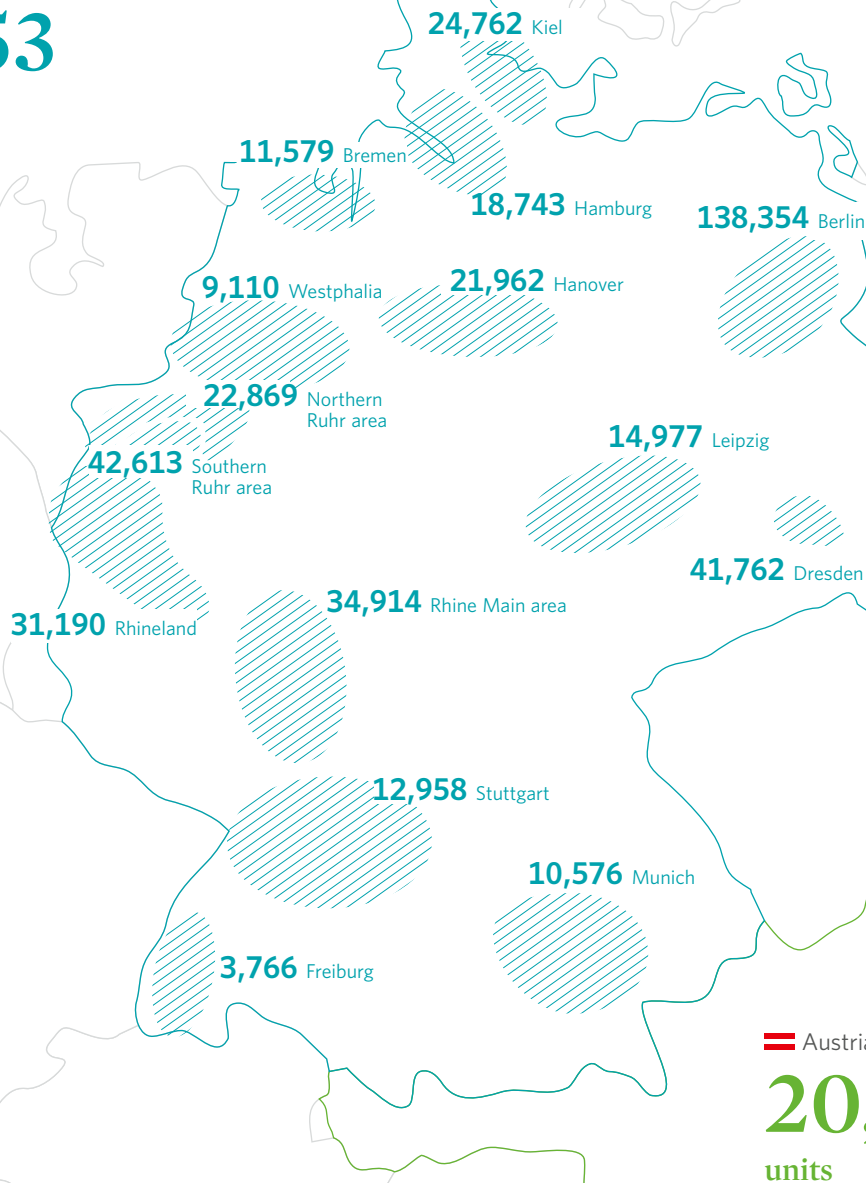 53
24,762 Kiel
11,579 Bremen
18,743 Hamburg
138,354 Berlin
9,110 Westphalia
21,962 Hanover
22,869 Northern
Ruhr area
14,977 Leipzig
42,613 Southern
Ruhr area
41,762 Dresden
34,914 Rhine Main area
31,190 Rhineland
12,958 Stuttgart
10,576 Munich
3,766 Freiburg
Austria
20,
units